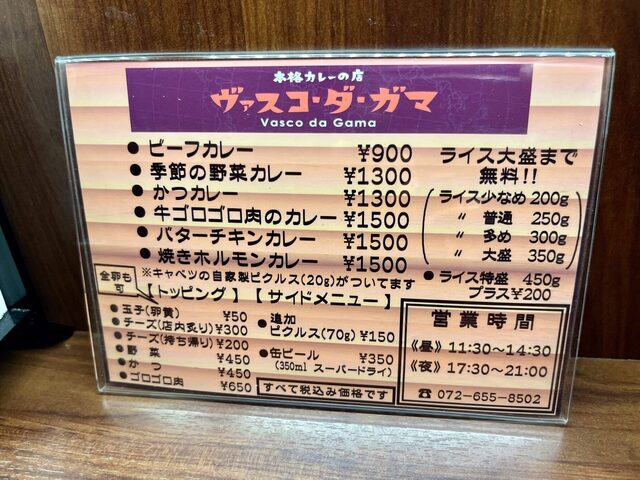 本格カレーの店
ヴァスコ・ダ・ガマ
Vasco da Gama
● ビーフカレー ¥900
● 季節の野菜カレー ¥1300
● かつカレー ¥1300
● 牛ゴロゴロ肉のカレー ¥1500
● バターチキンカレー ¥1500
● 焼きホルモンカレー ¥1500
※キャベツの自家製ピクルス(20g)がついてます
ライス大盛まで
無料!!
ライス少なめ 200g
〃 普通 250g
〃 多め 300g
〃 大盛 350g
● ライス特盛 450g
プラス¥200
全卵も可
【トッピング】
● 玉子(卵黄) ¥50
● チーズ(店内炙り) ¥300
● チーズ(持ち帰り) ¥200
● 野菜 ¥450
● かつ ¥450
● ゴロゴロ肉 ¥650
【サイドメニュー】
● 追加
ピクルス(70g) ¥150
● 缶ビール ¥350
(350ml スーパードライ)
すべて税込み価格です
営業時間
《昼》11:30〜14:30
《夜》17:30〜21:00
☎ 072-655-8502